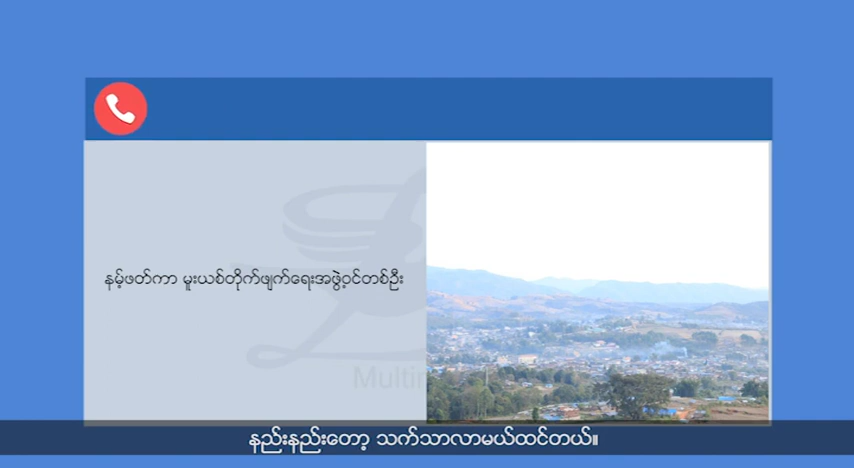 နမ့်ဖတ်ကာ မူးယစ်တိုက်ဖျက်ရေးအဖွဲ့ဝင်တစ်ဦး
နည်းနည်းတော့ သက်သာလာမယ်ထင်တယ်။